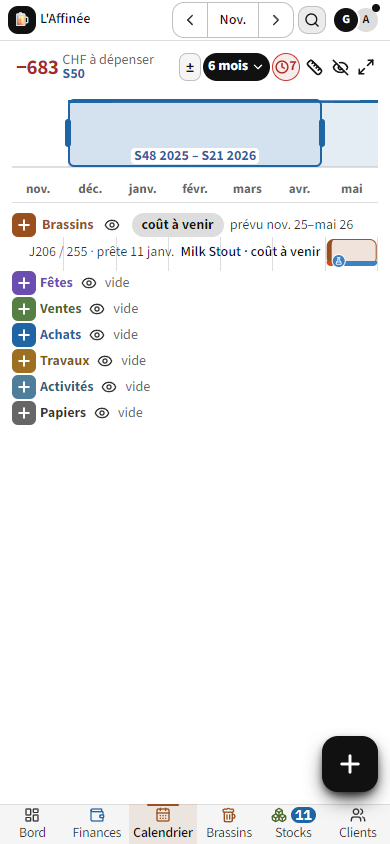 L'Affinée
Nov.
G
A
−683 CHF à dépenser
S50
±
6 mois
7
S48 2025 – S21 2026
nov. déc. janv. févr. mars avr. mai
Brassins coût à venir prévu nov. 25–mai 26
J206 / 255 · prête 11 janv. Milk Stout · coût à venir
Fêtes vide
Ventes vide
Achats vide
Travaux vide
Activités vide
Papiers vide
Bord Finances Calendrier Brassins Stocks 11 Clients